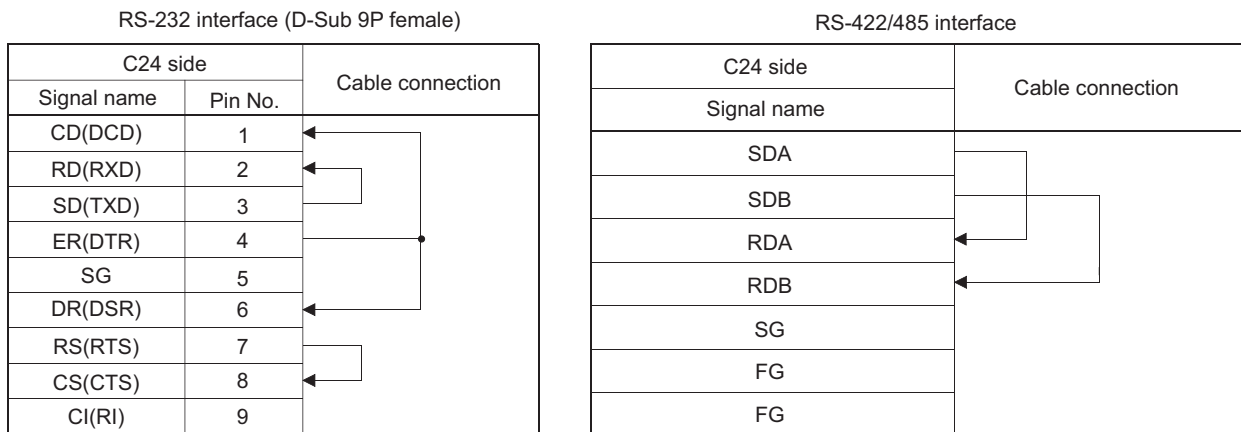 RS-232 interface (D-Sub 9P female)
C24 side
Cable connection
Signal name Pin No.
CD(DCD) 1
RD(RXD) 2
SD(TXD) 3
ER(DTR) 4
SG 5
DR(DSR) 6
RS(RTS) 7
CS(CTS) 8
CI(RI) 9
RS-422/485 interface
C24 side
Cable connection
Signal name
SDA
SDB
RDA
RDB
SG
FG
FG